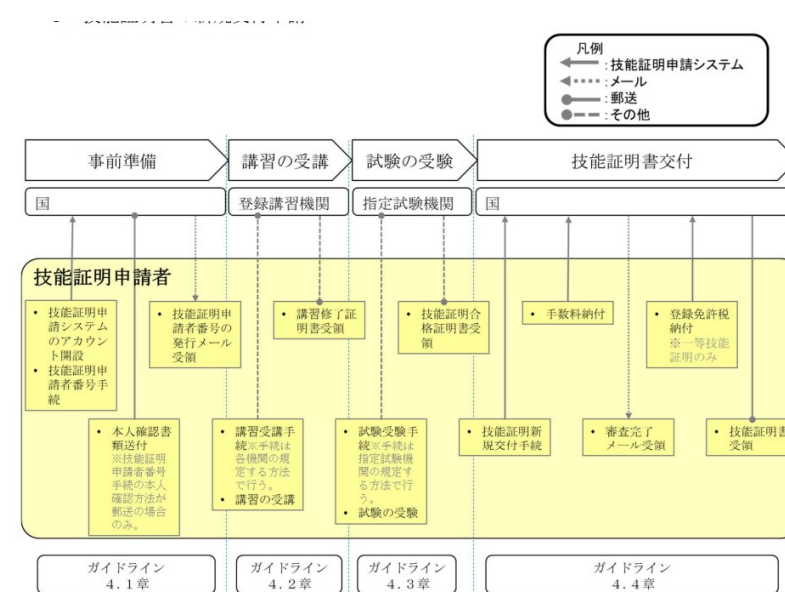 凡例
:技能証明申請システム
:メール
:郵送
:その他
事前準備
講習の受講
試験の受験
技能証明書交付
国
登録講習機関
指定試験機関
国
技能証明申請者
• 技能証明申
請システム
のアカウン
ト開設
• 技能証明申
請者番号手
続
• 技能証明申
請者番号の
発行メール
受領
• 講習修了証
明書受領
• 技能証明合
格証明書受
領
• 手数料納付
• 登録免許税
納付
※一等技能
証明のみ
• 本人確認書
類送付
※技能証明
申請者番号
手続の本人
確認方法が
郵送の場合
のみ。
• 講習受講手
続※手続は
各機関の規
定する方法
で行う。
• 講習の受講
• 試験受験手
続※手続は
指定試験機
関の規定す
る方法で行
う。
• 試験の受験
• 技能証明新
規交付手続
• 審査完了
メール受領
• 技能証明書
受領
ガイドライン
4.1章
ガイドライン
4.2章
ガイドライン
4.3章
ガイドライン
4.4章